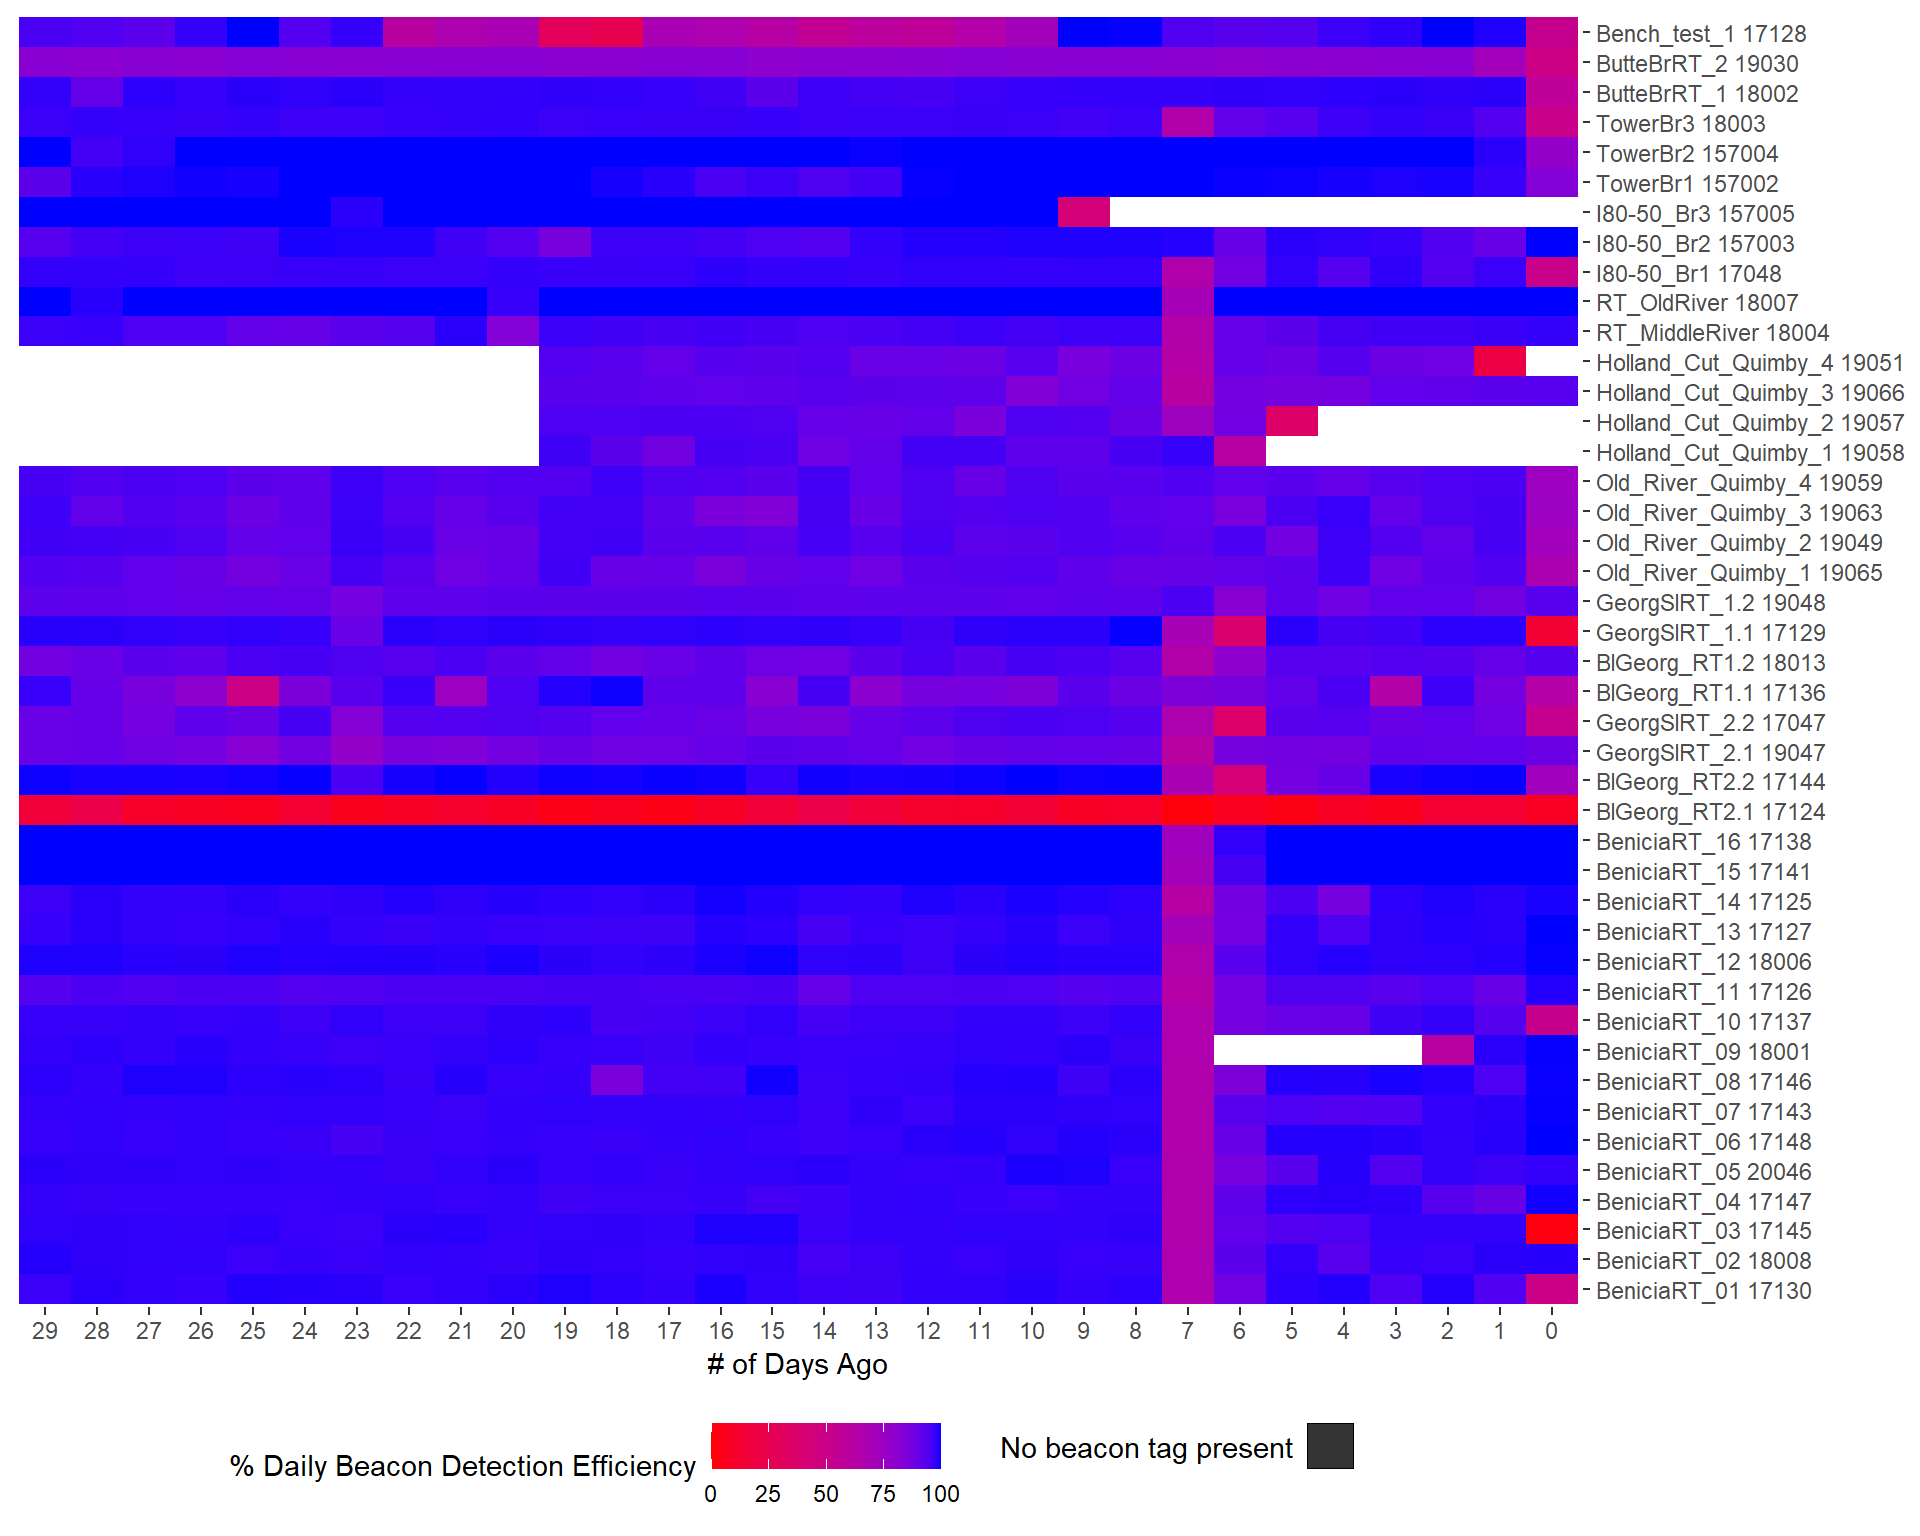 Bench_test_1 17128
ButteBrRT_2 19030
ButteBrRT_1 18002
TowerBr3 18003
TowerBr2 157004
TowerBr1 157002
I80-50_Br3 157005
I80-50_Br2 157003
I80-50_Br1 17048
RT_OldRiver 18007
RT_MiddleRiver 18004
Holland_Cut_Quimby_4 19051
Holland_Cut_Quimby_3 19066
Holland_Cut_Quimby_2 19057
Holland_Cut_Quimby_1 19058
Old_River_Quimby_4 19059
Old_River_Quimby_3 19063
Old_River_Quimby_2 19049
Old_River_Quimby_1 19065
GeorgSlRT_1.2 19048
GeorgSlRT_1.1 17129
BlGeorg_RT1.2 18013
BlGeorg_RT1.1 17136
GeorgSlRT_2.2 17047
GeorgSlRT_2.1 19047
BlGeorg_RT2.2 17144
BlGeorg_RT2.1 17124
BeniciaRT_16 17138
BeniciaRT_15 17141
BeniciaRT_14 17125
BeniciaRT_13 17127
BeniciaRT_12 18006
BeniciaRT_11 17126
BeniciaRT_10 17137
BeniciaRT_09 18001
BeniciaRT_08 17146
BeniciaRT_07 17143
BeniciaRT_06 17148
BeniciaRT_05 20046
BeniciaRT_04 17147
BeniciaRT_03 17145
BeniciaRT_02 18008
BeniciaRT_01 17130
29 28 27 26 25 24 23 22 21 20 19 18 17 16 15 14 13 12 11 10 9 8 7 6 5 4 3 2 1 0
# of Days Ago
% Daily Beacon Detection Efficiency
0 25 50 75 100
No beacon tag present